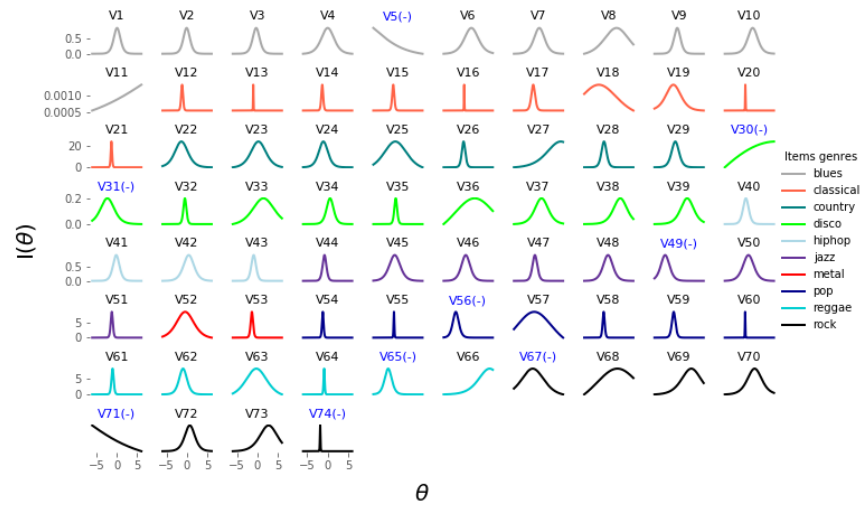 V1 V2 V3 V4 V5(-) V6 V7 V8 V9 V10
0.5
0.0
V11 V12 V13 V14 V15 V16 V17 V18 V19 V20
0.0010
0.0005
V21 V22 V23 V24 V25 V26 V27 V28 V29 V30(-)
20
0
Items genres
blues
classical
country
disco
hiphop
jazz
metal
pop
reggae
rock
V31(-) V32 V33 V34 V35 V36 V37 V38 V39 V40
0.2
0.0
I(θ)
V41 V42 V43 V44 V45 V46 V47 V48 V49(-) V50
0.5
0.0
V51 V52 V53 V54 V55 V56(-) V57 V58 V59 V60
5
0
V61 V62 V63 V64 V65(-) V66 V67(-) V68 V69 V70
5
0
V71(-) V72 V73 V74(-)
−5 0 5 −5 0 5 −5 0 5 −5 0 5
θ